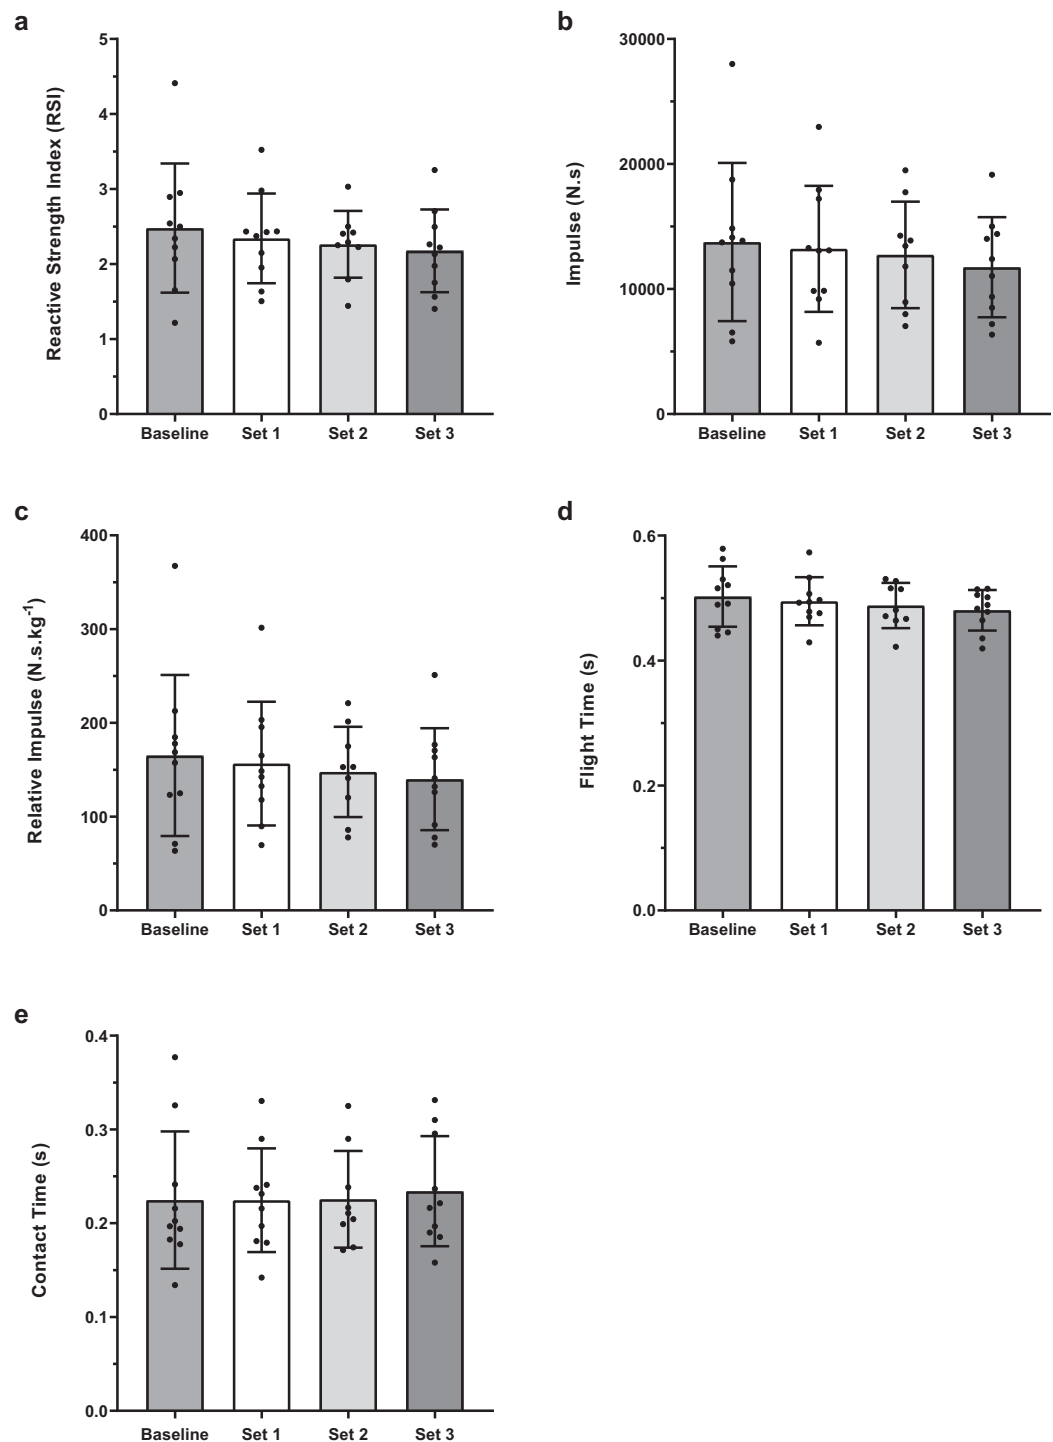 a
Reactive Strength Index (RSI)
5
4
3
2
1
0
Baseline Set 1 Set 2 Set 3
b
Impulse (N.s)
30000
20000
10000
0
Baseline Set 1 Set 2 Set 3
c
Relative Impulse (N.s.kg-1)
400
300
200
100
0
Baseline Set 1 Set 2 Set 3
d
Flight Time (s)
0.6
0.4
0.2
0.0
Baseline Set 1 Set 2 Set 3
e
Contact Time (s)
0.4
0.3
0.2
0.1
0.0
Baseline Set 1 Set 2 Set 3